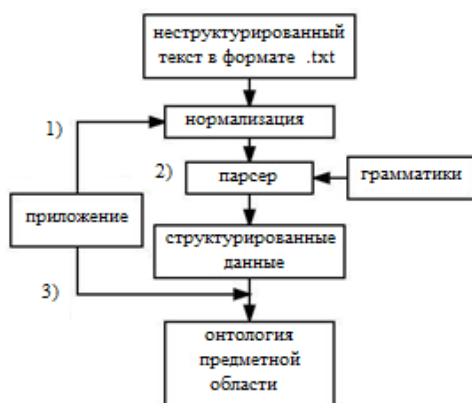 неструктурированный
текст в формате .txt
1)
нормализация
2)
парсер
грамматики
приложение
структурированные
данные
3)
онтология
предметной
области